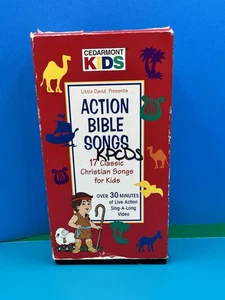 CEDARMONT
KIDS
Little David, Presents
ACTION
BIBLE
SONGS
KPCDS
17 Classic
Christian Songs
for Kids
OVER 30 MINUTES
of Live Action
Sing-A-Long
Video